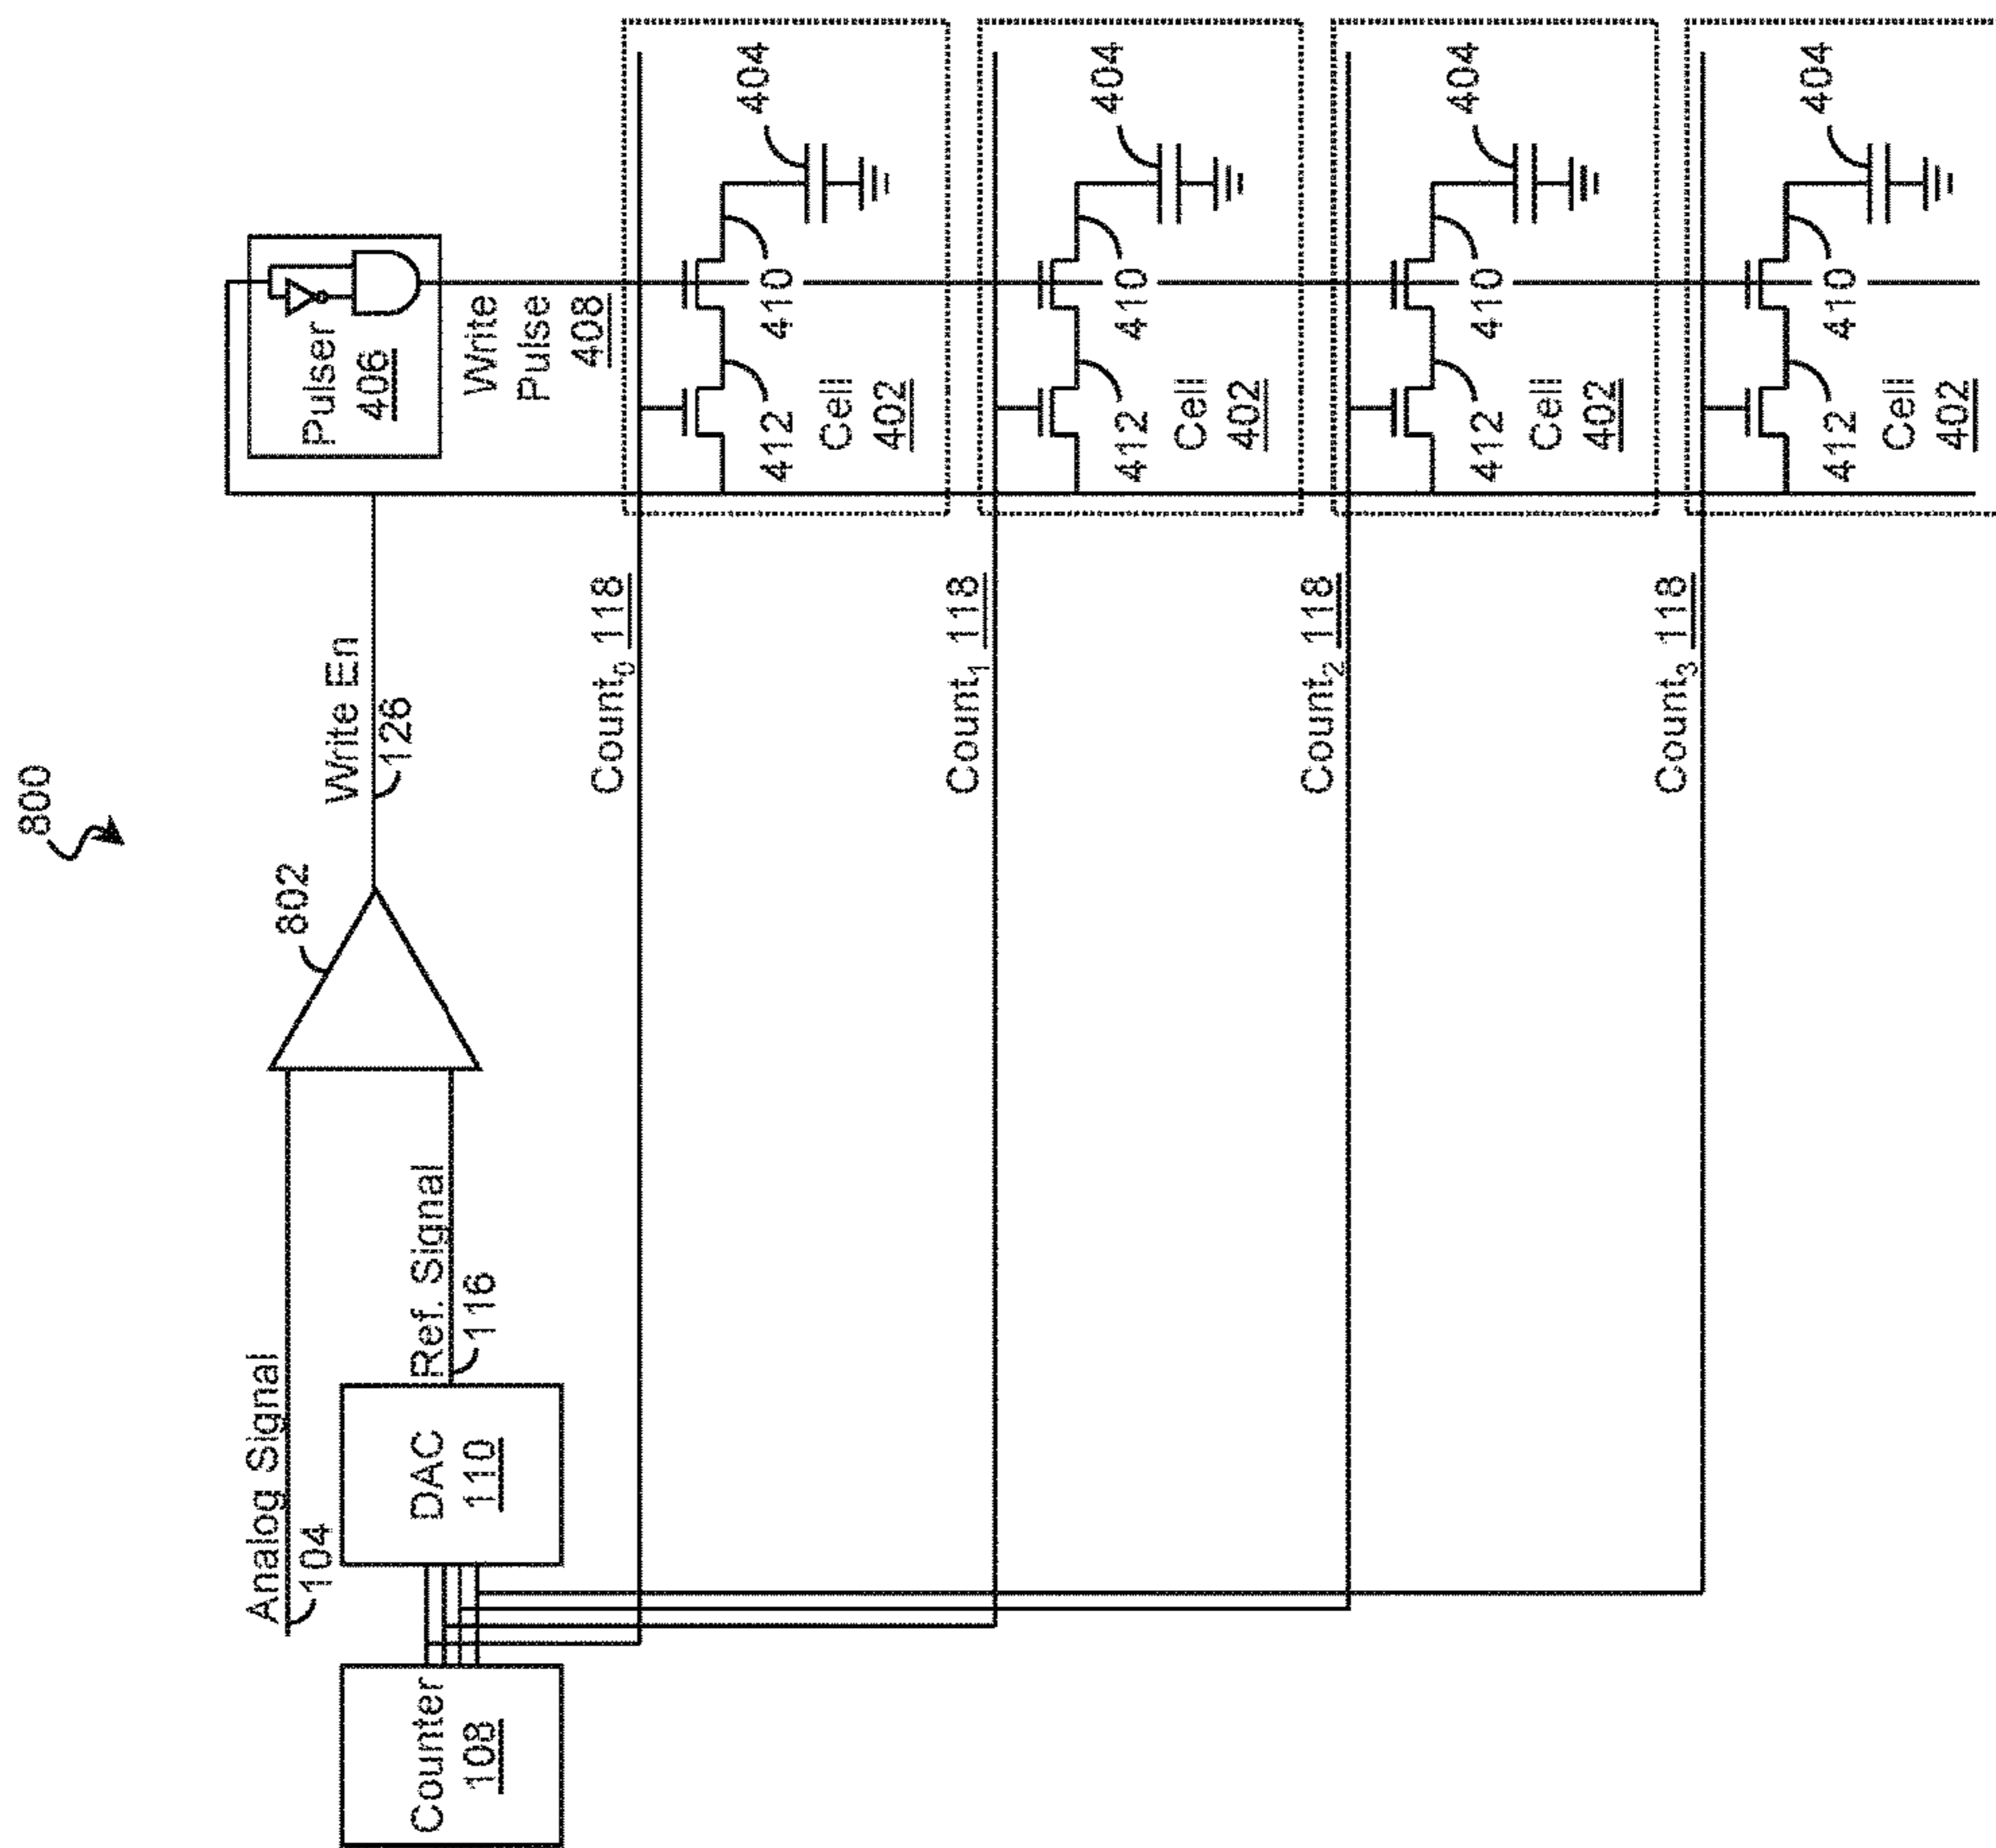 800
Analog Signal
104
Counter
108
DAC
110
Ref. Signal
116
802
Write En
126
Pulser
406
Write
Pulse
408
Count0 118
412
410
404
Cell
402
Count1 118
412
410
404
Cell
402
Count2 118
412
410
404
Cell
402
Count3 118
412
410
404
Cell
402